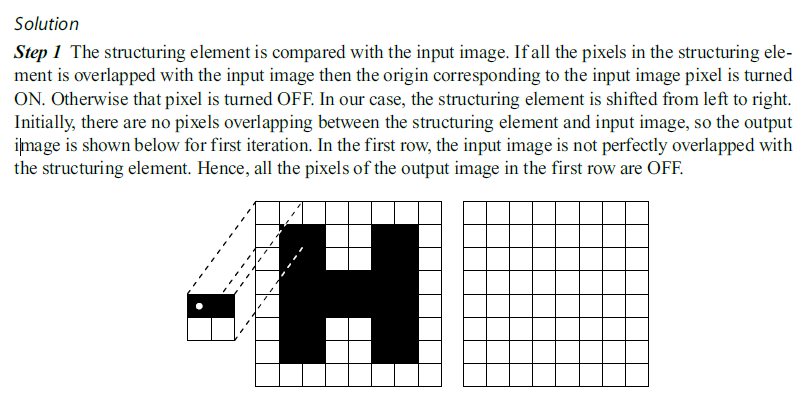 Solution
Step 1 The structuring element is compared with the input image. If all the pixels in the structuring ele-
ment is overlapped with the input image then the origin corresponding to the input image pixel is turned
ON. Otherwise that pixel is turned OFF. In our case, the structuring element is shifted from left to right.
Initially, there are no pixels overlapping between the structuring element and input image, so the output
image is shown below for first iteration. In the first row, the input image is not perfectly overlapped with
the structuring element. Hence, all the pixels of the output image in the first row are OFF.